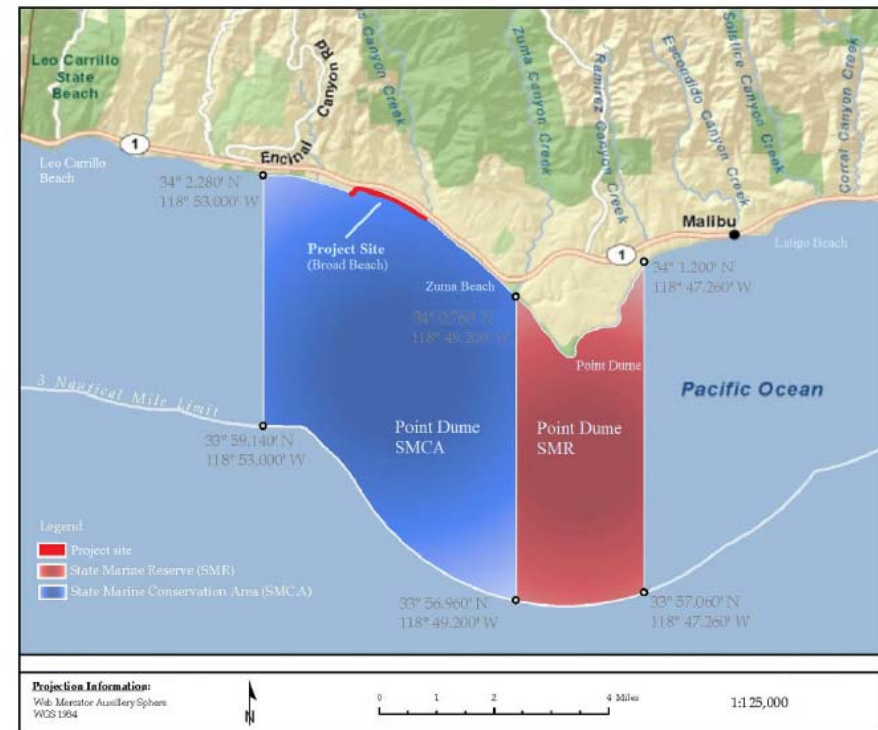 Leo Carrillo
State
Beach
1
Encinal
Canyon Rd
s Canyon Creek
Zuma Canyon Creek
Ramirez Canyon Creek
Escondido Canyon Creek
Solstice Canyon Creek
Corral Canyon Creek
Leo Carrillo
Beach
34° 2.280' N
118° 53.000' W
Project Site
(Broad Beach)
Malibu
Latigo Beach
1
34° 1.200' N
118° 47.260' W
Zuma Beach
34° 0.760' N
118° 49.200' W
Point Dume
3 Nautical Mile Limit
Pacific Ocean
Point Dume
SMCA
Point Dume
SMR
33° 59.140' N
118° 53.000' W
Legend
Project site
State Marine Reserve (SMR)
State Marine Conservation Area (SMCA)
33° 56.960' N
118° 49.200' W
33° 57.060' N
118° 47.260' W
Projection Information:
Web Mercator Auxillery Sphere
WGS 1984
N
0 1 2 4 Miles
1:125,000